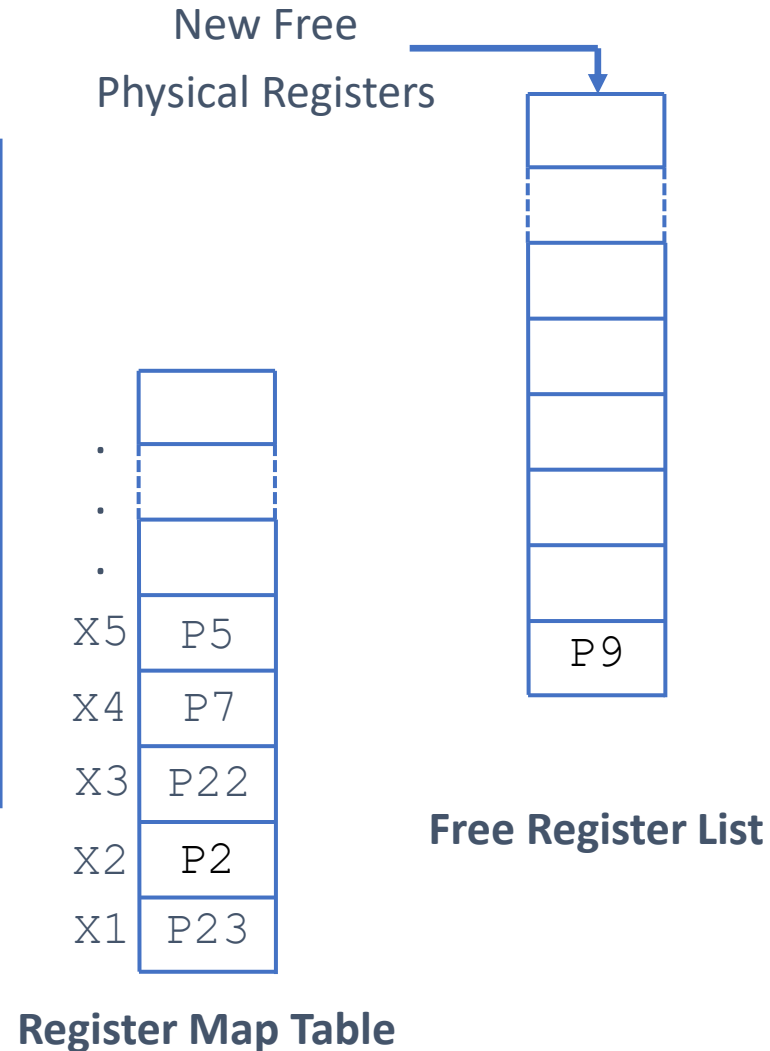 New Free
Physical Registers
.
.
.
X5 P5
X4 P7
X3 P22
X2 P2
X1 P23
Register Map Table
P9
Free Register List